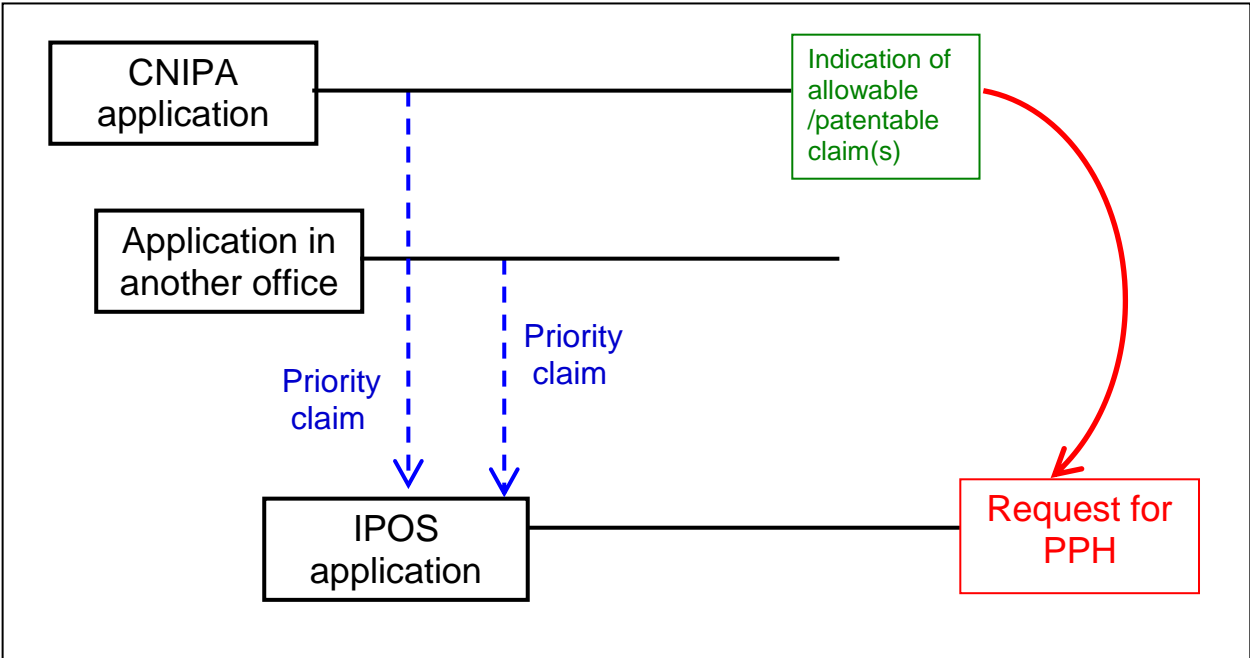 CNIPA
application
Indication of
allowable
/patentable
claim(s)
Application in
another office
Priority
claim
Priority
claim
IPOS
application
Request for
PPH